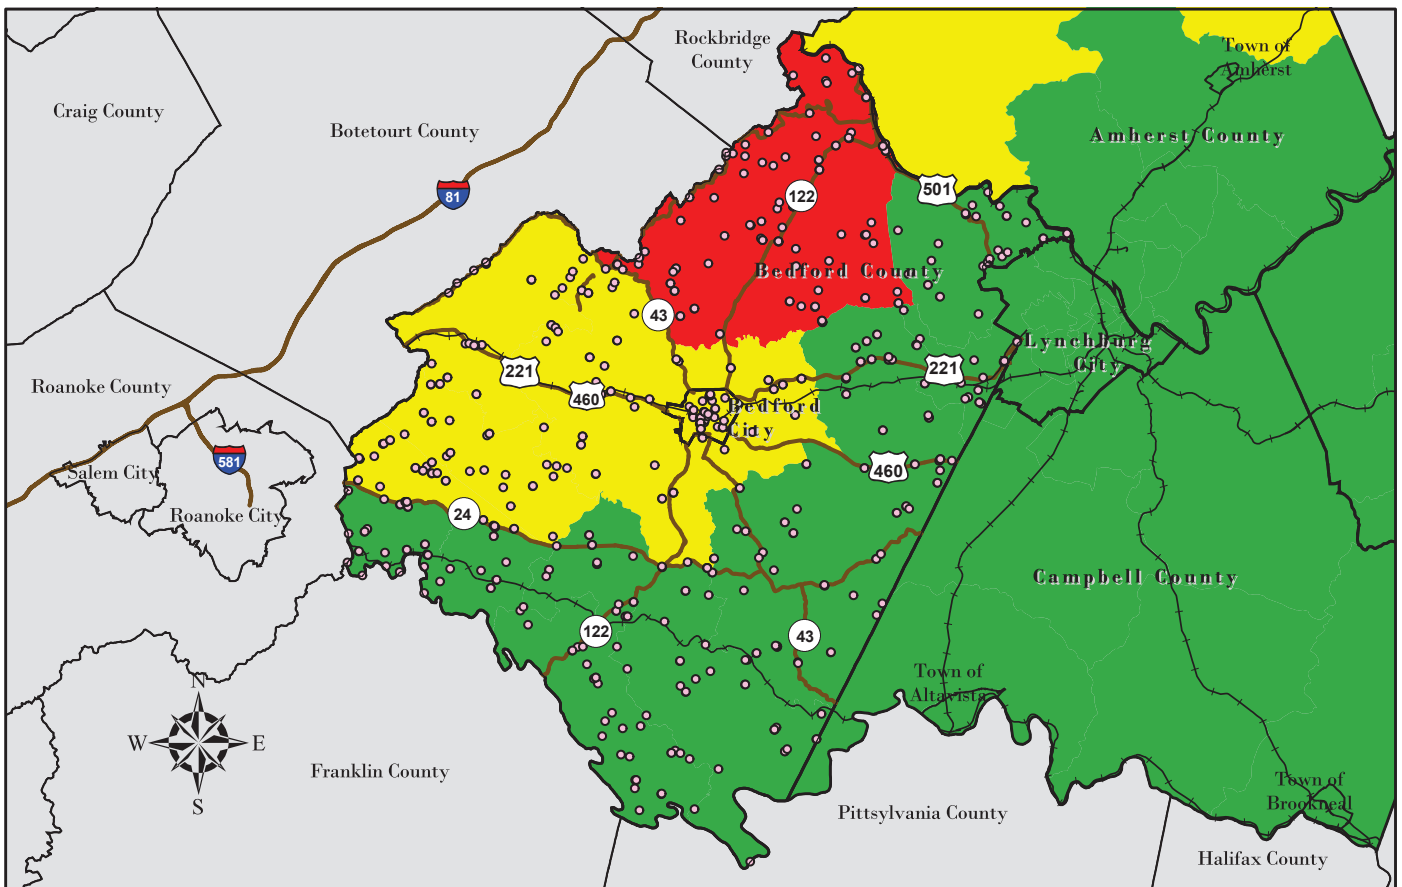 Rockbridge
County
Town of
Amherst
Craig County
Botetourt County
Amherst County
81
122
501
Bedford County
43
Lynchburg
City
221
221
Roanoke County
460
Bedford
City
581
460
Salem City
Roanoke City
24
Campbell County
122
43
Town of
Altavista
N
W
E
S
Franklin County
Town of
Brookneal
Pittsylvania County
Halifax County